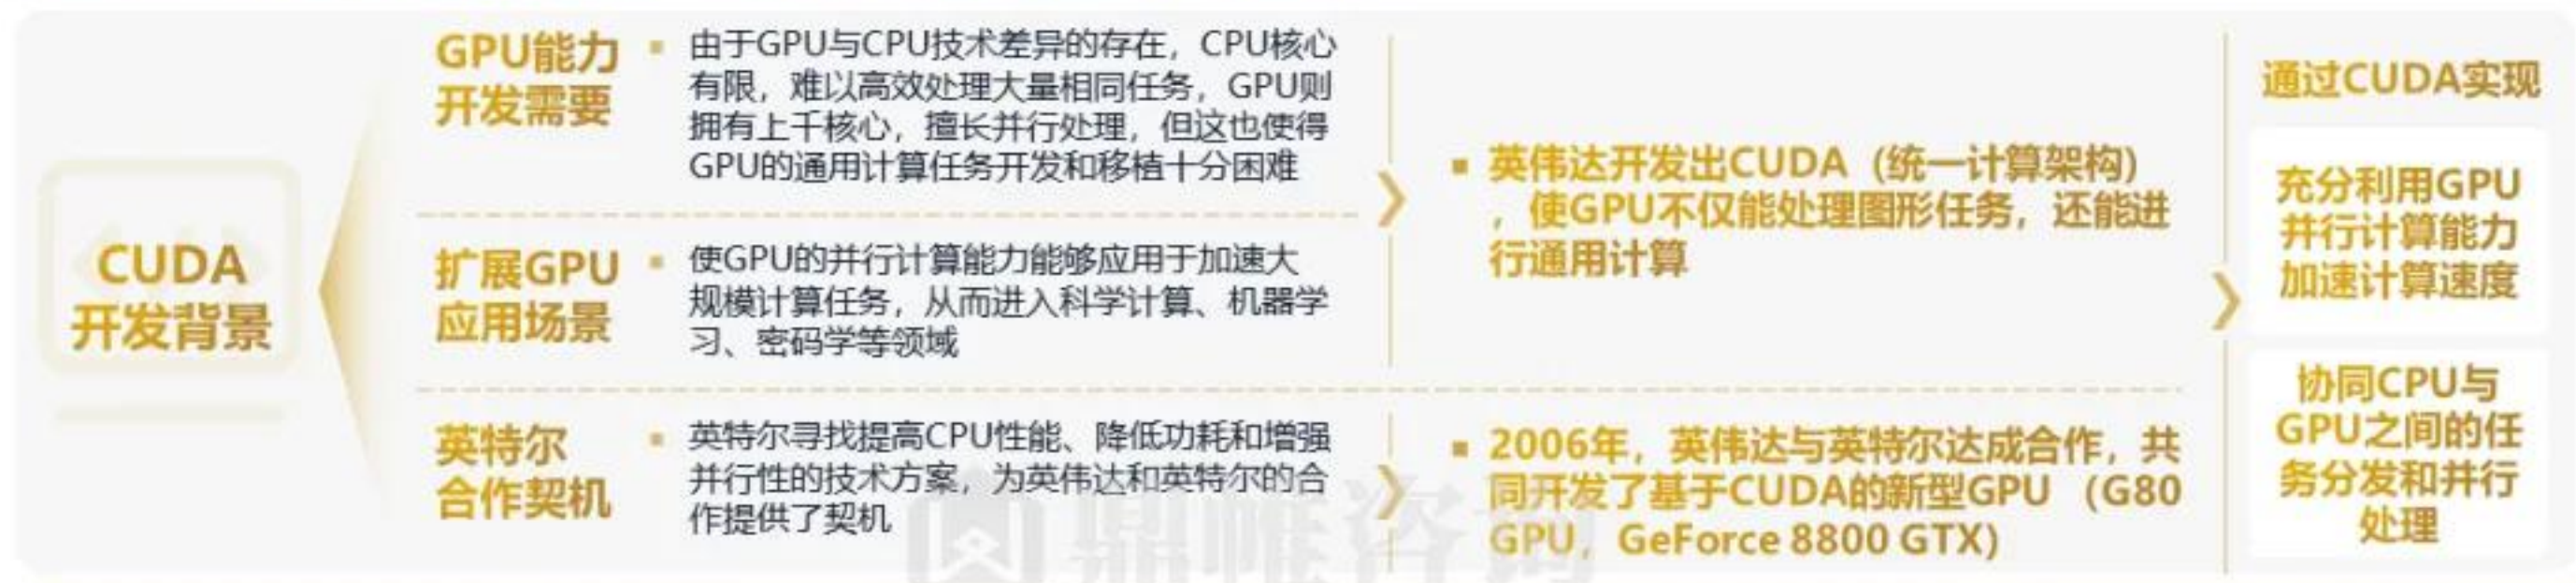 CUDA
开发背景
GPU能力
开发需要
▪ 由于GPU与CPU技术差异的存在，CPU核心
有限，难以高效处理大量相同任务，GPU则
拥有上千核心，擅长并行处理，但这也使得
GPU的通用计算任务开发和移植十分困难
扩展GPU
应用场景
▪ 使GPU的并行计算能力能够应用于加速大
规模计算任务，从而进入科学计算、机器学
习、密码学等领域
英特尔
合作契机
▪ 英特尔寻找提高CPU性能、降低功耗和增强
并行性的技术方案，为英伟达和英特尔的合
作提供了契机
▪ 英伟达开发出CUDA（统一计算架构）
，使GPU不仅能处理图形任务，还能进
行通用计算
▪ 2006年，英伟达与英特尔达成合作，共
同开发了基于CUDA的新型GPU （G80
GPU，GeForce 8800 GTX）
通过CUDA实现
充分利用GPU
并行计算能力
加速计算速度
协同CPU与
GPU之间的任
务分发和并行
处理
鼎帷咨询